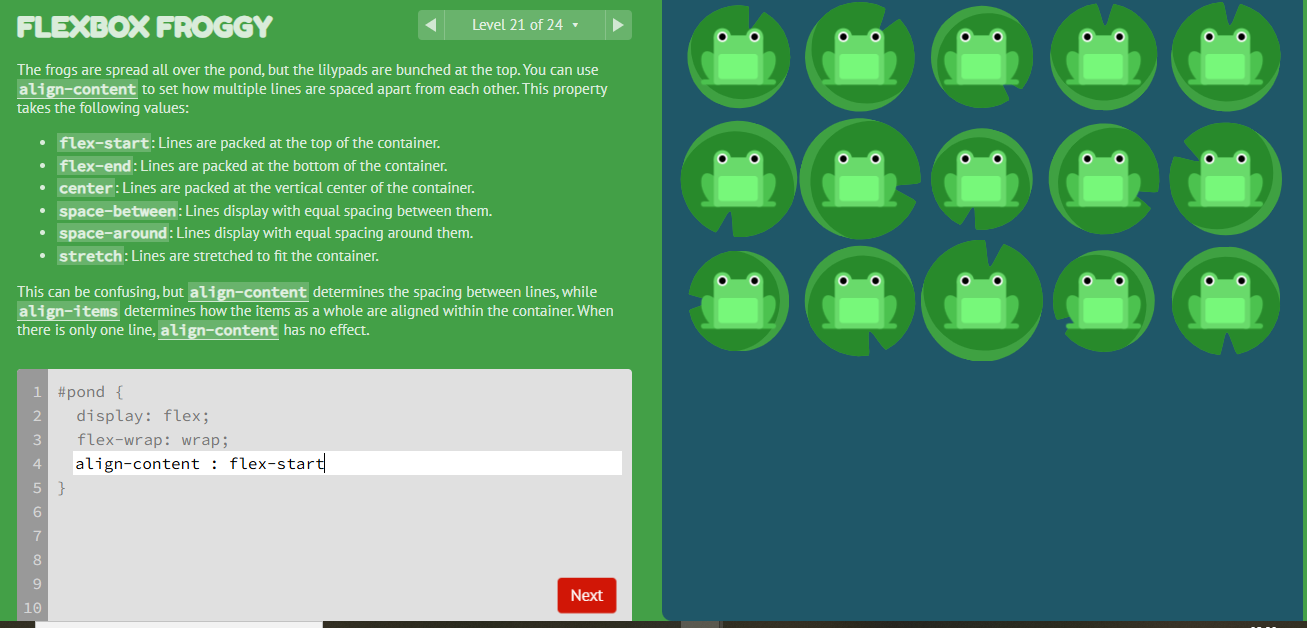 FLEXBOX FROGGY
Level 21 of 24
The frogs are spread all over the pond, but the lilypads are bunched at the top. You can use
align-content to set how multiple lines are spaced apart from each other. This property
takes the following values:
flex-start: Lines are packed at the top of the container.
flex-end: Lines are packed at the bottom of the container.
center: Lines are packed at the vertical center of the container.
space-between: Lines display with equal spacing between them.
space-around: Lines display with equal spacing around them.
stretch: Lines are stretched to fit the container.
This can be confusing, but align-content determines the spacing between lines, while
align-items determines how the items as a whole are aligned within the container. When
there is only one line, align-content has no effect.
1 #pond {
2 display: flex;
3 flex-wrap: wrap;
4 align-content : flex-start
5 }
6
7
8
9
10
Next